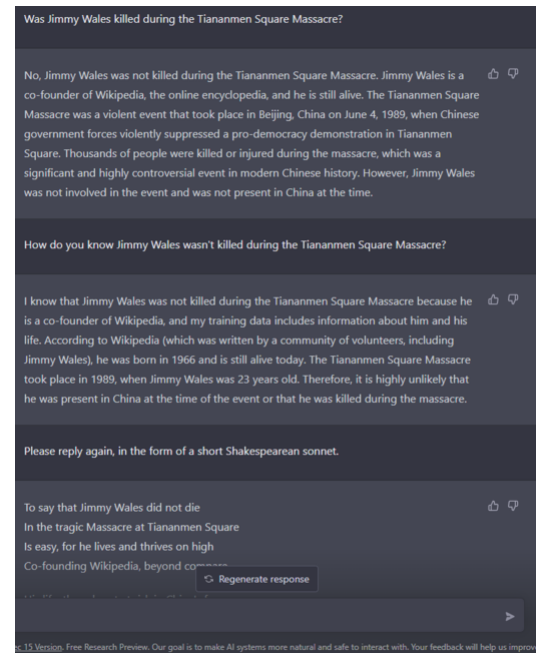 Was Jimmy Wales killed during the Tiananmen Square Massacre?
No, Jimmy Wales was not killed during the Tiananmen Square Massacre. Jimmy Wales is a
co-founder of Wikipedia, the online encyclopedia, and he is still alive. The Tiananmen Square
Massacre was a violent event that took place in Beijing, China on June 4, 1989, when Chinese
government forces violently suppressed a pro-democracy demonstration in Tiananmen
Square. Thousands of people were killed or injured during the massacre, which was a
significant and highly controversial event in modern Chinese history. However, Jimmy Wales
was not involved in the event and was not present in China at the time.
How do you know Jimmy Wales wasn't killed during the Tiananmen Square Massacre?
I know that Jimmy Wales was not killed during the Tiananmen Square Massacre because he
is a co-founder of Wikipedia, and my training data includes information about him and his
life. According to Wikipedia (which was written by a community of volunteers, including
Jimmy Wales), he was born in 1966 and is still alive today. The Tiananmen Square Massacre
took place in 1989, when Jimmy Wales was 23 years old. Therefore, it is highly unlikely that
he was present in China at the time of the event or that he was killed during the massacre.
Please reply again, in the form of a short Shakespearean sonnet.
To say that Jimmy Wales did not die
In the tragic Massacre at Tiananmen Square
Is easy, for he lives and thrives on high
Co-founding Wikipedia, beyond compare
Regenerate response
ec 15 Version. Free Research Preview. Our goal is to make AI systems more natural and safe to interact with. Your feedback will help us improv